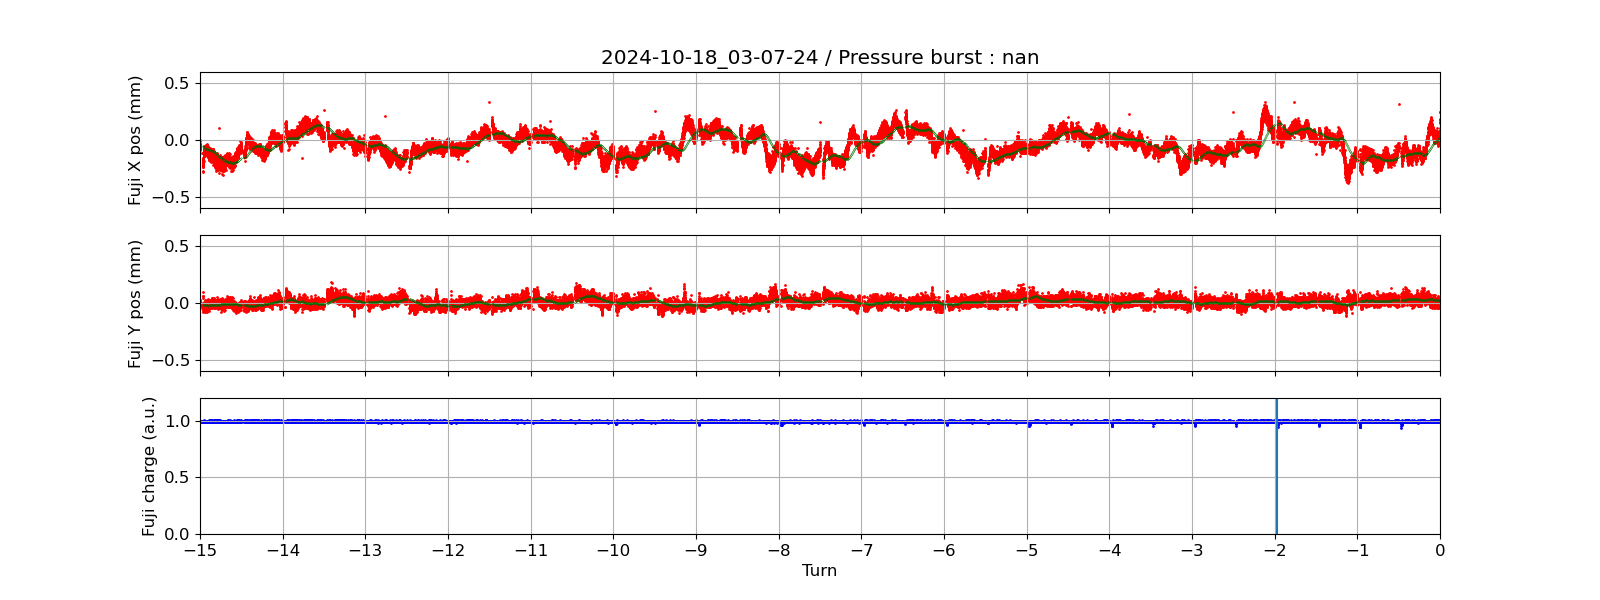 2024-10-18_03-07-24 / Pressure burst : nan
Fuji X pos (mm)
0.5
0.0
−0.5
Fuji Y pos (mm)
0.5
0.0
−0.5
Fuji charge (a.u.)
1.0
0.5
0.0
−15 −14 −13 −12 −11 −10 −9 −8 −7 −6 −5 −4 −3 −2 −1 0
Turn